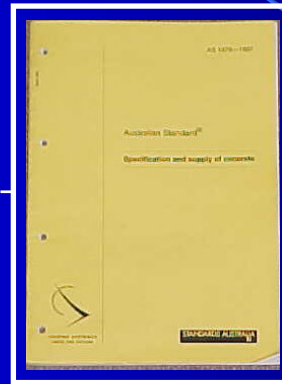 AS 1379—1997
Australian Standard®
Specification and supply of concrete
STANDARDS AUSTRALIA